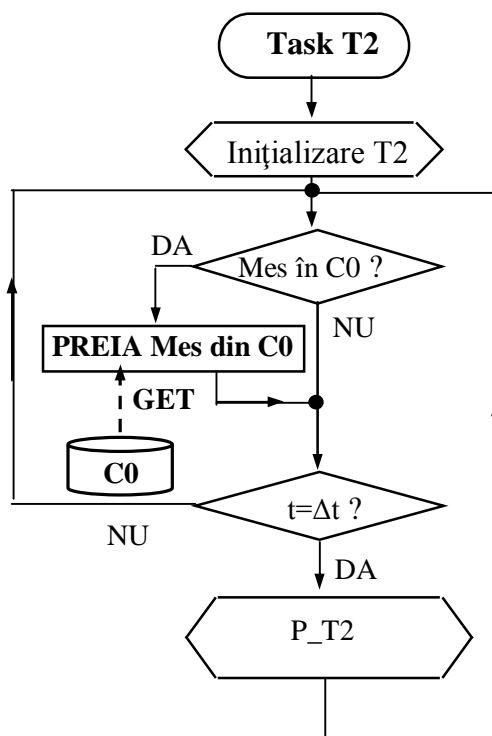 Task T2
Iniţializare T2
DA
Mes în C0 ?
NU
PREIA Mes din C0
GET
C0
t=Δt ?
NU
DA
P_T2